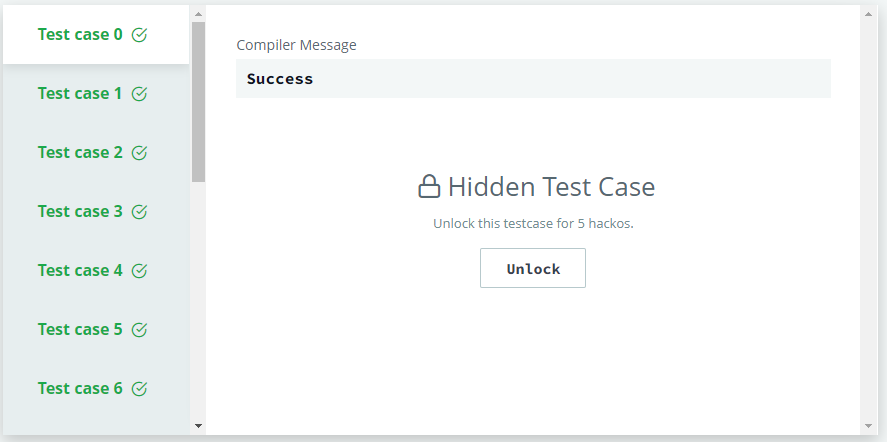 Test case 0
Test case 1
Test case 2
Test case 3
Test case 4
Test case 5
Test case 6
Compiler Message
Success
Hidden Test Case
Unlock this testcase for 5 hackos.
Unlock